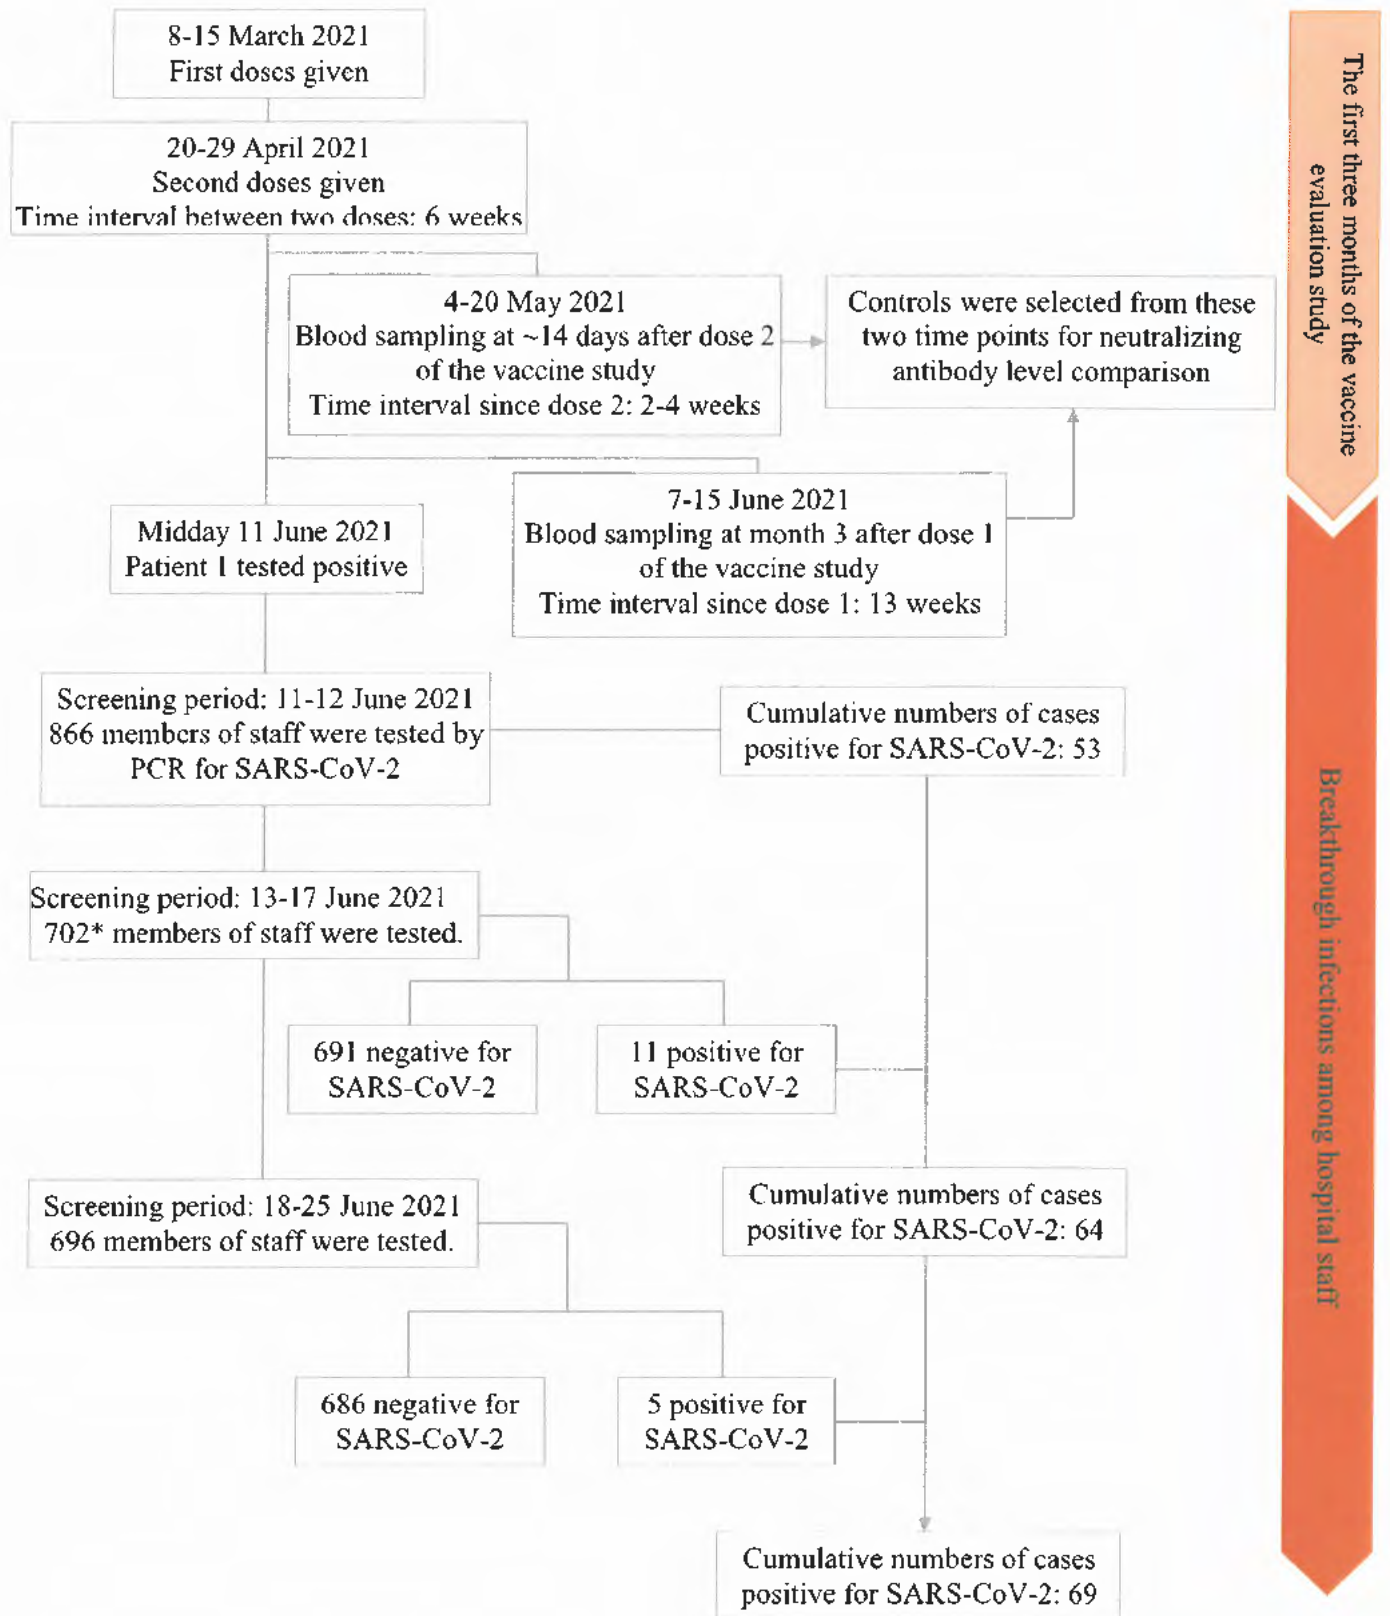 8-15 March 2021
First doses given
20-29 April 2021
Second doses given
Time interval between two doses: 6 weeks
4-20 May 2021
Blood sampling at ~14 days after dose 2
of the vaccine study
Time interval since dose 2: 2-4 weeks
Controls were selected from these
two time points for neutralizing
antibody level comparison
The first three months of the vaccine
evaluation study
7-15 June 2021
Blood sampling at month 3 after dose 1
of the vaccine study
Time interval since dose 1: 13 weeks
Midday 11 June 2021
Patient 1 tested positive
Screening period: 11-12 June 2021
866 members of staff were tested by
PCR for SARS-CoV-2
Cumulative numbers of cases
positive for SARS-CoV-2: 53
Breakthrough infections among hospital staff
Screening period: 13-17 June 2021
702* members of staff were tested.
691 negative for
SARS-CoV-2
11 positive for
SARS-CoV-2
Cumulative numbers of cases
positive for SARS-CoV-2: 64
Screening period: 18-25 June 2021
696 members of staff were tested.
686 negative for
SARS-CoV-2
5 positive for
SARS-CoV-2
Cumulative numbers of cases
positive for SARS-CoV-2: 69